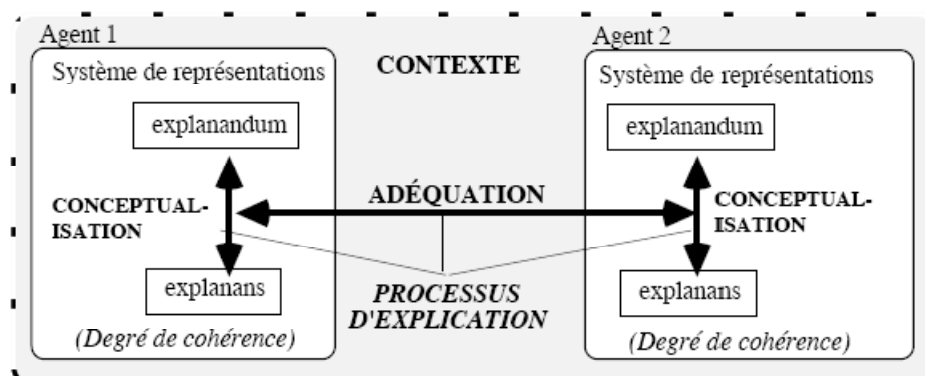 Agent 1
Système de représentations
explanandum
CONCEPTUAL-
ISATION
explanans
(Degré de cohérence)
CONTEXTE
ADÉQUATION
PROCESSUS
D'EXPLICATION
Agent 2
Système de représentations
explanandum
CONCEPTUAL-
ISATION
explanans
(Degré de cohérence)